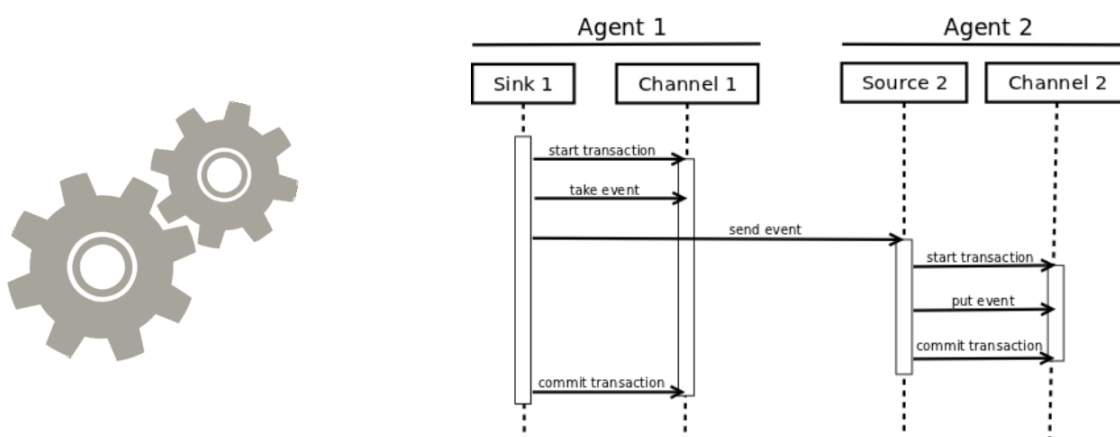 Agent 1
Agent 2
Sink 1
Channel 1
Source 2
Channel 2
start transaction
take event
send event
start transaction
put event
commit transaction
commit transaction